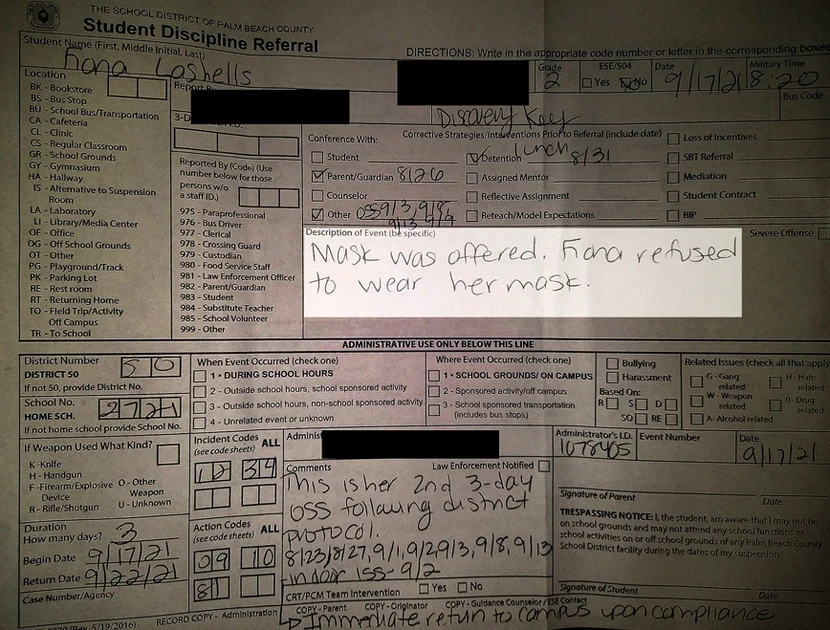 THE SCHOOL DISTRICT OF PALM BEACH COUNTY
Student Discipline Referral
DIRECTIONS: Write in the appropriate code number or letter in the corresponding boxes
Student Name (First, Middle Initial, Last)
Fiona Lashells
Grade 2
ESE/504 Yes No
Date 9/17/21
Military Time 8:20
Bus Code
Location
BK - Bookstore
BS - Bus Stop
BU - School Bus/Transportation
CA - Cafeteria
CL - Clinic
CS - Regular Classroom
GR - School Grounds
GY - Gymnasium
HA - Hallway
IS - Alternative to Suspension
Room
LA - Laboratory
LI - Library/Media Center
OF - Office
OG - Off School Grounds
OT - Other
PG - Playground/Track
PK - Parking Lot
RE - Rest room
RT - Returning Home
TO - Field Trip/Activity
Off Campus
TR - To School
Discovery Key
Reported By (Code) (Use
number below for those
persons w/o
a staff ID.)
975 - Paraprofessional
976 - Bus Driver
977 - Clerical
978 - Crossing Guard
979 - Custodian
980 - Food Service Staff
981 - Law Enforcement Officer
982 - Parent/Guardian
983 - Student
984 - Substitute Teacher
985 - School Volunteer
999 - Other
Conference With:
Corrective Strategies/Interventions Prior to Referral (include date)
Student
Parent/Guardian 8/26
Counselor
Other OSS 9/3, 9/8
9/13 9/9
Detention lunch 8/31
Assigned Mentor
Reflective Assignment
Reteach/Model Expectations
Loss of Incentives
SBT Referral
Mediation
Student Contract
BIP
Description of Event (be specific)
Severe Offense
Mask was offered. Fiona refused
to wear her mask.
ADMINISTRATIVE USE ONLY BELOW THIS LINE
District Number
DISTRICT 50
50
If not 50, provide District No.
School No.
HOME SCH. 2721
If not home school provide School No.
When Event Occurred (check one)
1 - DURING SCHOOL HOURS
2 - Outside school hours, school sponsored activity
3 - Outside school hours, non-school sponsored activity
4 - Unrelated event or unknown
Where Event Occurred (check one)
1 - SCHOOL GROUNDS/ ON CAMPUS
2 - Sponsored activity/off campus
3 - School sponsored transportation
(includes bus stops)
Bullying
Harassment
Based On:
R S D
SO RE
Related Issues (check all that apply
G - Gang
related
H - Hate
related
W - Weapon
related
O - Drug
related
A - Alcohol related
If Weapon Used What Kind?
K - Knife
H - Handgun
F - Firearm/Explosive
Device
R - Rifle/Shotgun
O - Other
Weapon
U - Unknown
Incident Codes ALL
(see code sheets)
12 34
Administ
Comments
Law Enforcement Notified
This is her 2nd 3-day
OSS following district
protocol.
8/23, 8/27, 9/1, 9/2, 9/3, 9/8, 9/13
indoor iss - 9/2
Administrator's I.D.
1078405
Event Number
Date
9/17/21
Signature of Parent
Date
TRESPASSING NOTICE: I, the student, am aware that I may not be
on school grounds and may not attend any school functions or
school activities on or off school grounds of any Palm Beach County
School District facility during the dates of my suspension.
Signature of Student
Date
Duration
How many days? 3
Begin Date 9/17/21
Return Date 9/22/21
Case Number/Agency
Action Codes ALL
(see code sheets)
09 10
81
CRT/PCM Team Intervention Yes No
(Rev. 5/19/2016)
RECORD COPY - Administration
COPY - Parent
COPY - Originator
COPY - Guidance Counselor / ESE Contact
Immediate return to campus upon compliance